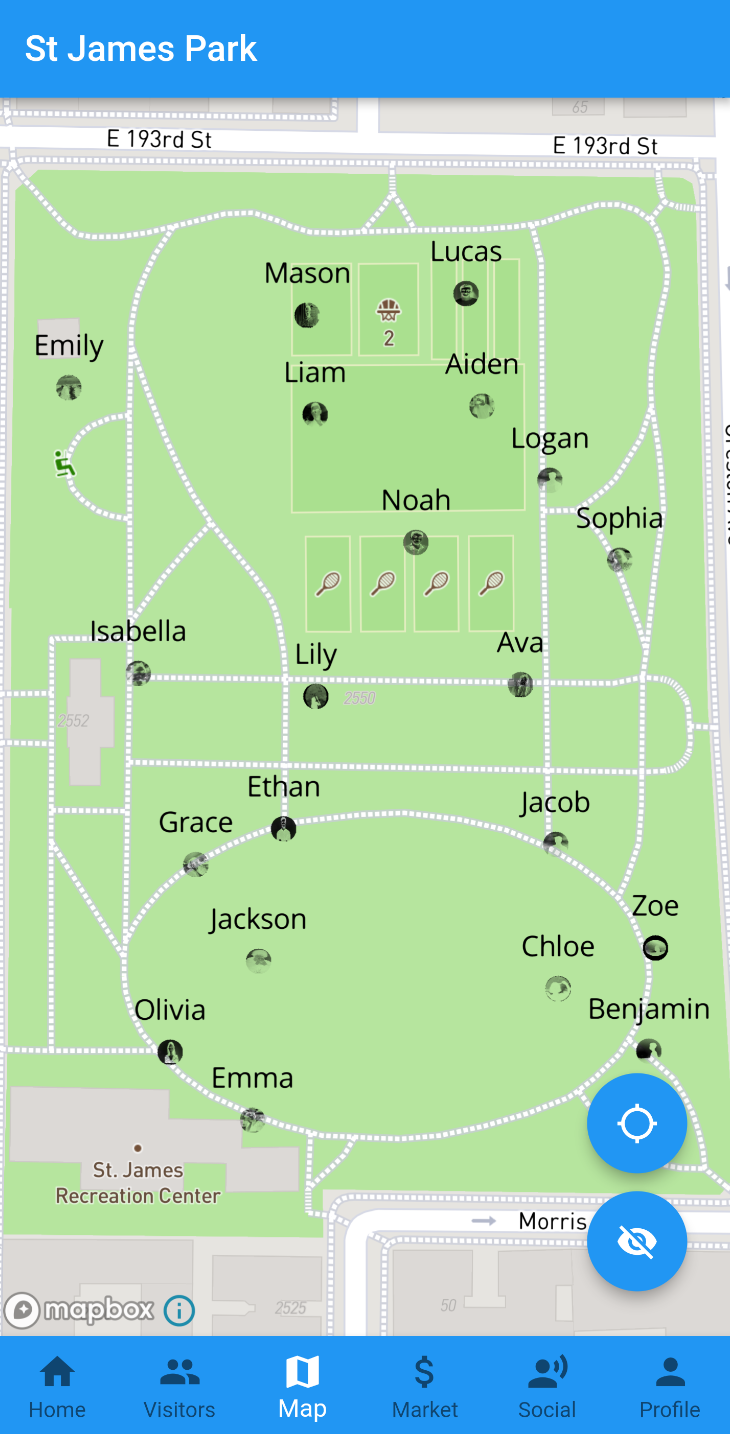 St James Park
65
E 193rd St
E 193rd St
Lucas
Mason
2
Emily
Liam
Aiden
Logan
Noah
Sophia
Isabella
Lily
Ava
2550
2552
Ethan
Jacob
Grace
Zoe
Jackson
Chloe
Olivia
Benjamin
Emma
St. James
Recreation Center
Morris
2525
50
mapbox
Home
Visitors
Map
Market
Social
Profile